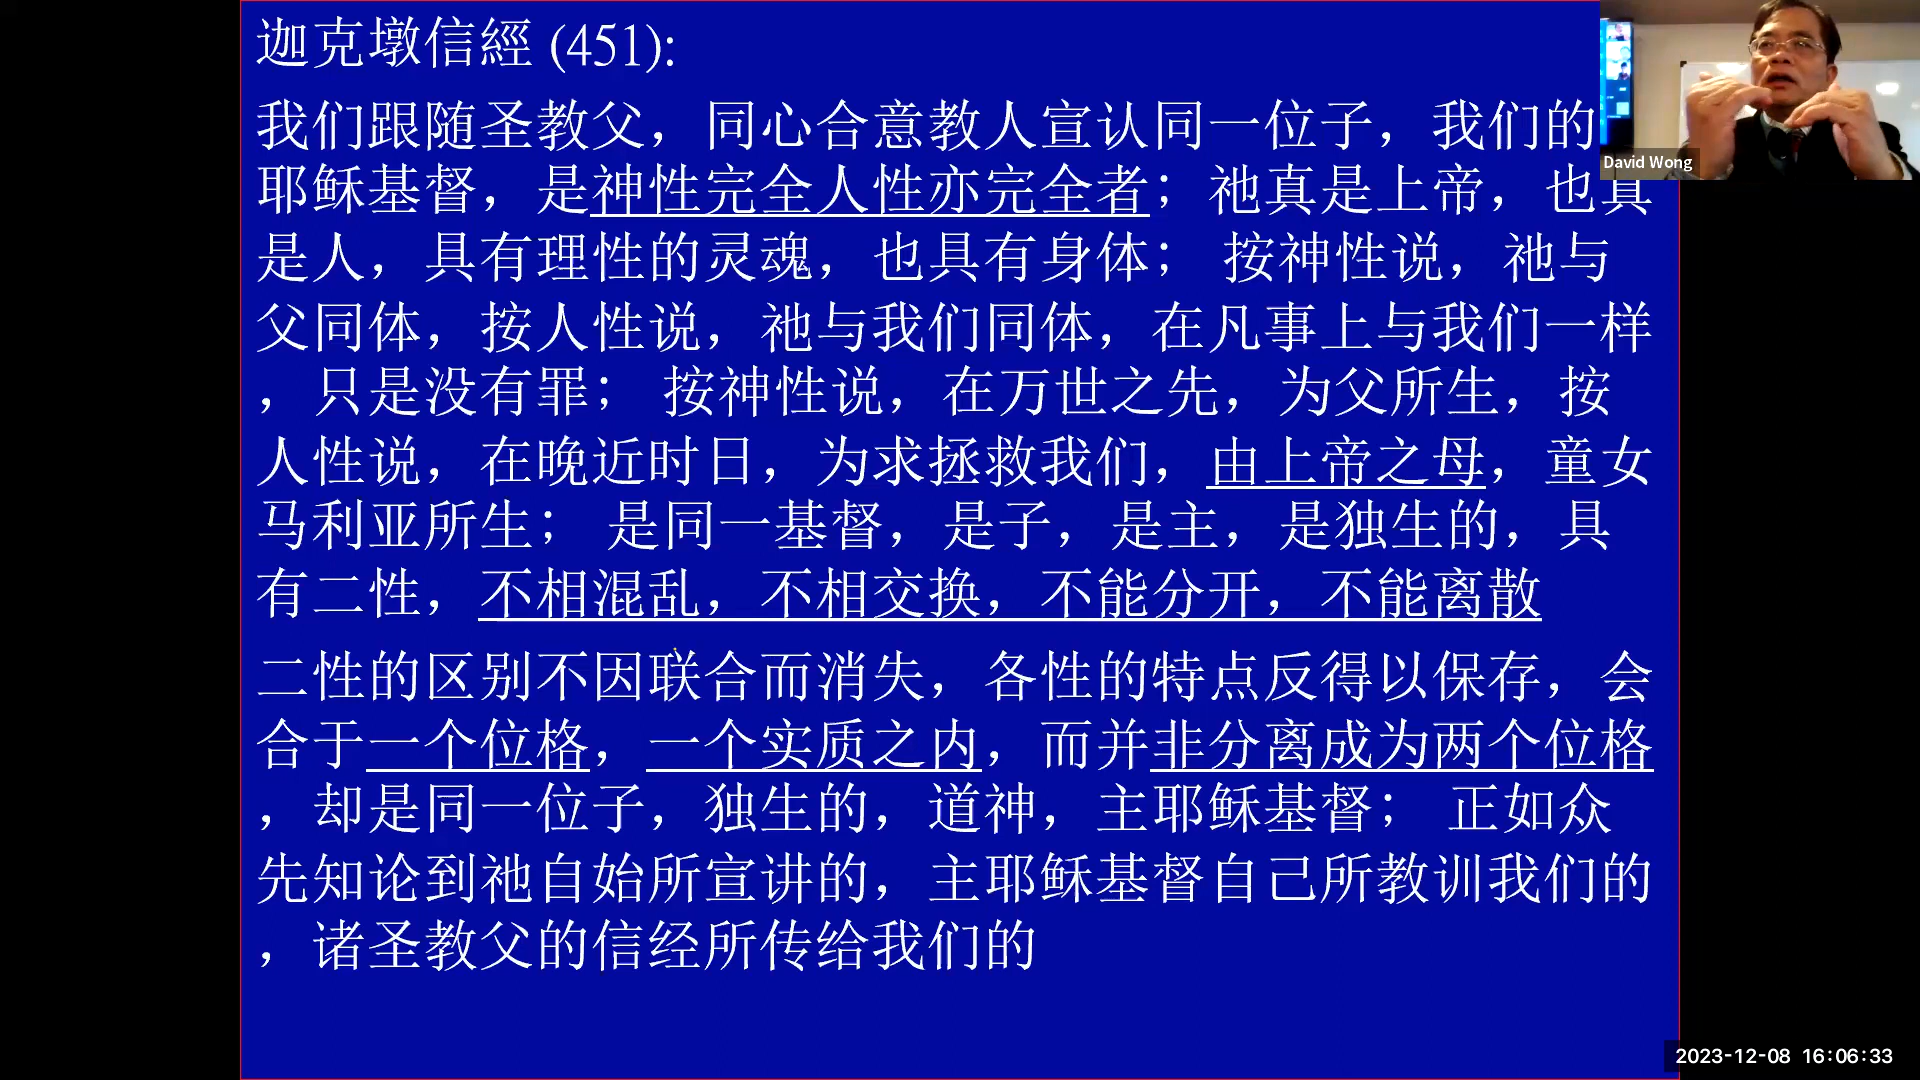 迦克墩信經 (451):
我们跟随圣教父，同心合意教人宣认同一位子，我们的
耶稣基督，是神性完全人性亦完全者； 祂真是上帝，也真
是人，具有理性的灵魂，也具有身体； 按神性说，祂与
父同体，按人性说，祂与我们同体，在凡事上与我们一样
，只是没有罪； 按神性说，在万世之先，为父所生，按
人性说，在晚近时日，为求拯救我们，由上帝之母，童女
马利亚所生； 是同一基督，是子，是主，是独生的，具
有二性，不相混乱，不相交换，不能分开，不能离散
二性的区别不因联合而消失，各性的特点反得以保存，会
合于一个位格，一个实质之内，而并非分离成为两个位格
，却是同一位子，独生的，道神，主耶稣基督； 正如众
先知论到祂自始所宣讲的，主耶稣基督自己所教训我们的
，诸圣教父的信经所传给我们的
David Wong
2023-12-08 16:06:33